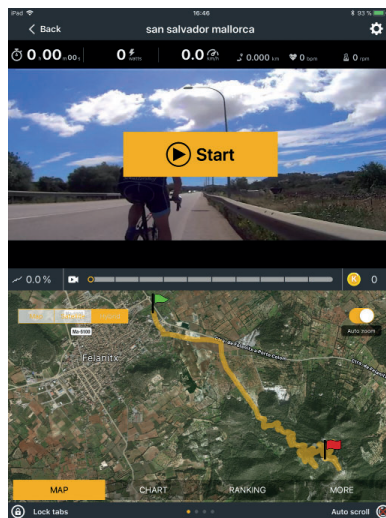 iPad 16:46 93 %
Back san salvador mallorca
0 h 00 m 00 s 0 watts 0.0 km/h 0.000 km 0 bpm 0 rpm
Start
0.0 % K 0
Hybrid
Auto zoom
Ma-5100
Felanitx
MAP CHART RANKING MORE
Lock tabs Auto scroll